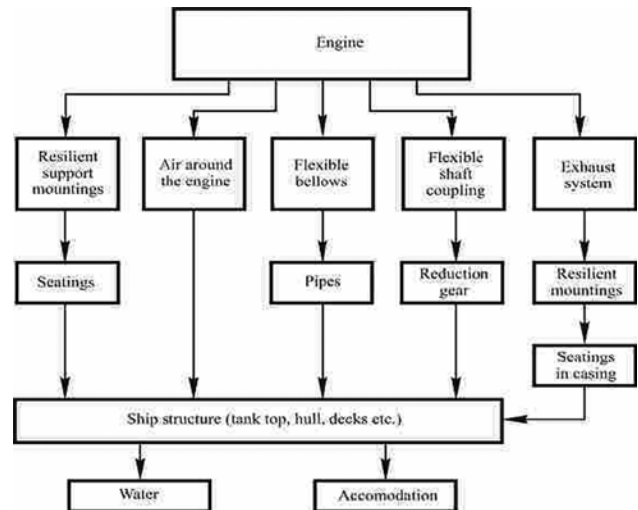 Engine
Resilient
support
mountings
Air around
the engine
Flexible
bellows
Flexible
shaft
coupling
Exhaust
system
Seatings
Pipes
Reduction
gear
Resilient
mountings
Seatings
in casing
Ship structure (tank top, hull, decks etc.)
Water
Accomodation